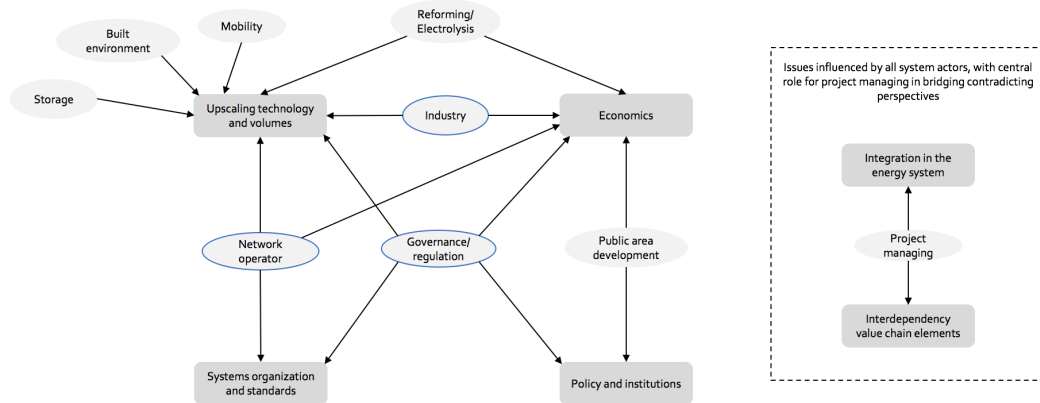 Built
environment
Mobility
Reforming/
Electrolysis
Storage
Upscaling technology
and volumes
Industry
Economics
Network
operator
Governance/
regulation
Public area
development
Systems organization
and standards
Policy and institutions
Issues influenced by all system actors, with central
role for project managing in bridging contradicting
perspectives
Integration in the
energy system
Project
managing
Interdependency
value chain elements